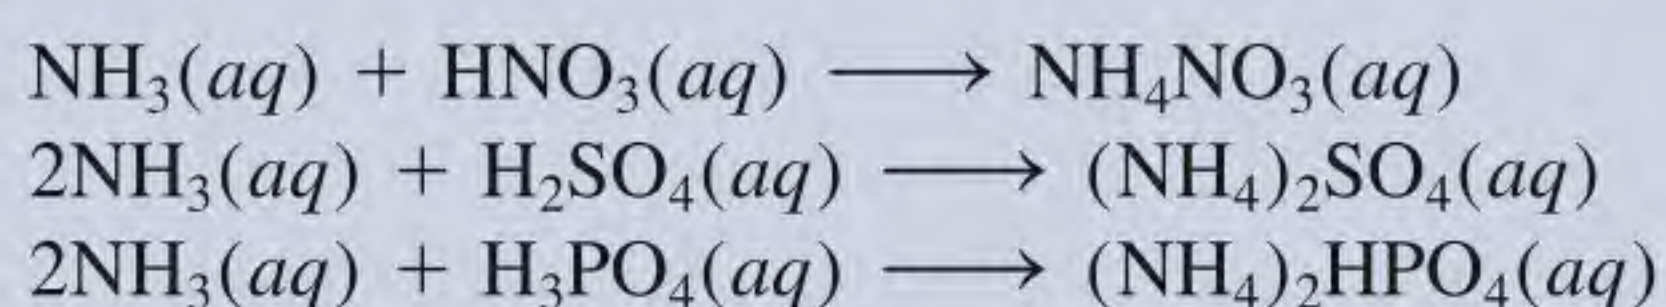 NH₃(aq) + HNO₃(aq) ⟶ NH₄NO₃(aq)
2NH₃(aq) + H₂SO₄(aq) ⟶ (NH₄)₂SO₄(aq)
2NH₃(aq) + H₃PO₄(aq) ⟶ (NH₄)₂HPO₄(aq)